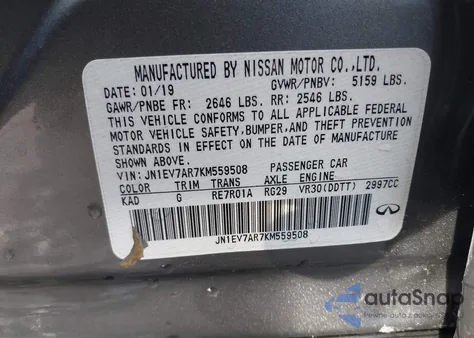 MANUFACTURED BY NISSAN MOTOR CO.,LTD.
DATE: 01/19 GVWR/PNBV: 5159 LBS.
GAWR/PNBE FR: 2646 LBS. RR: 2546 LBS.
THIS VEHICLE CONFORMS TO ALL APPLICABLE FEDERAL
MOTOR VEHICLE SAFETY, BUMPER, AND THEFT PREVENTION
STANDARDS IN EFFECT ON THE DATE OF MANUFACTURE
SHOWN ABOVE.
VIN: JN1EV7AR7KM559508 PASSENGER CAR
COLOR TRIM TRANS AXLE ENGINE
KAD G RE7R01A RG29 VR30(DDTT) 2997CC
JN1EV7AR7KM559508
autoSnap
Pewne auta z aukcji